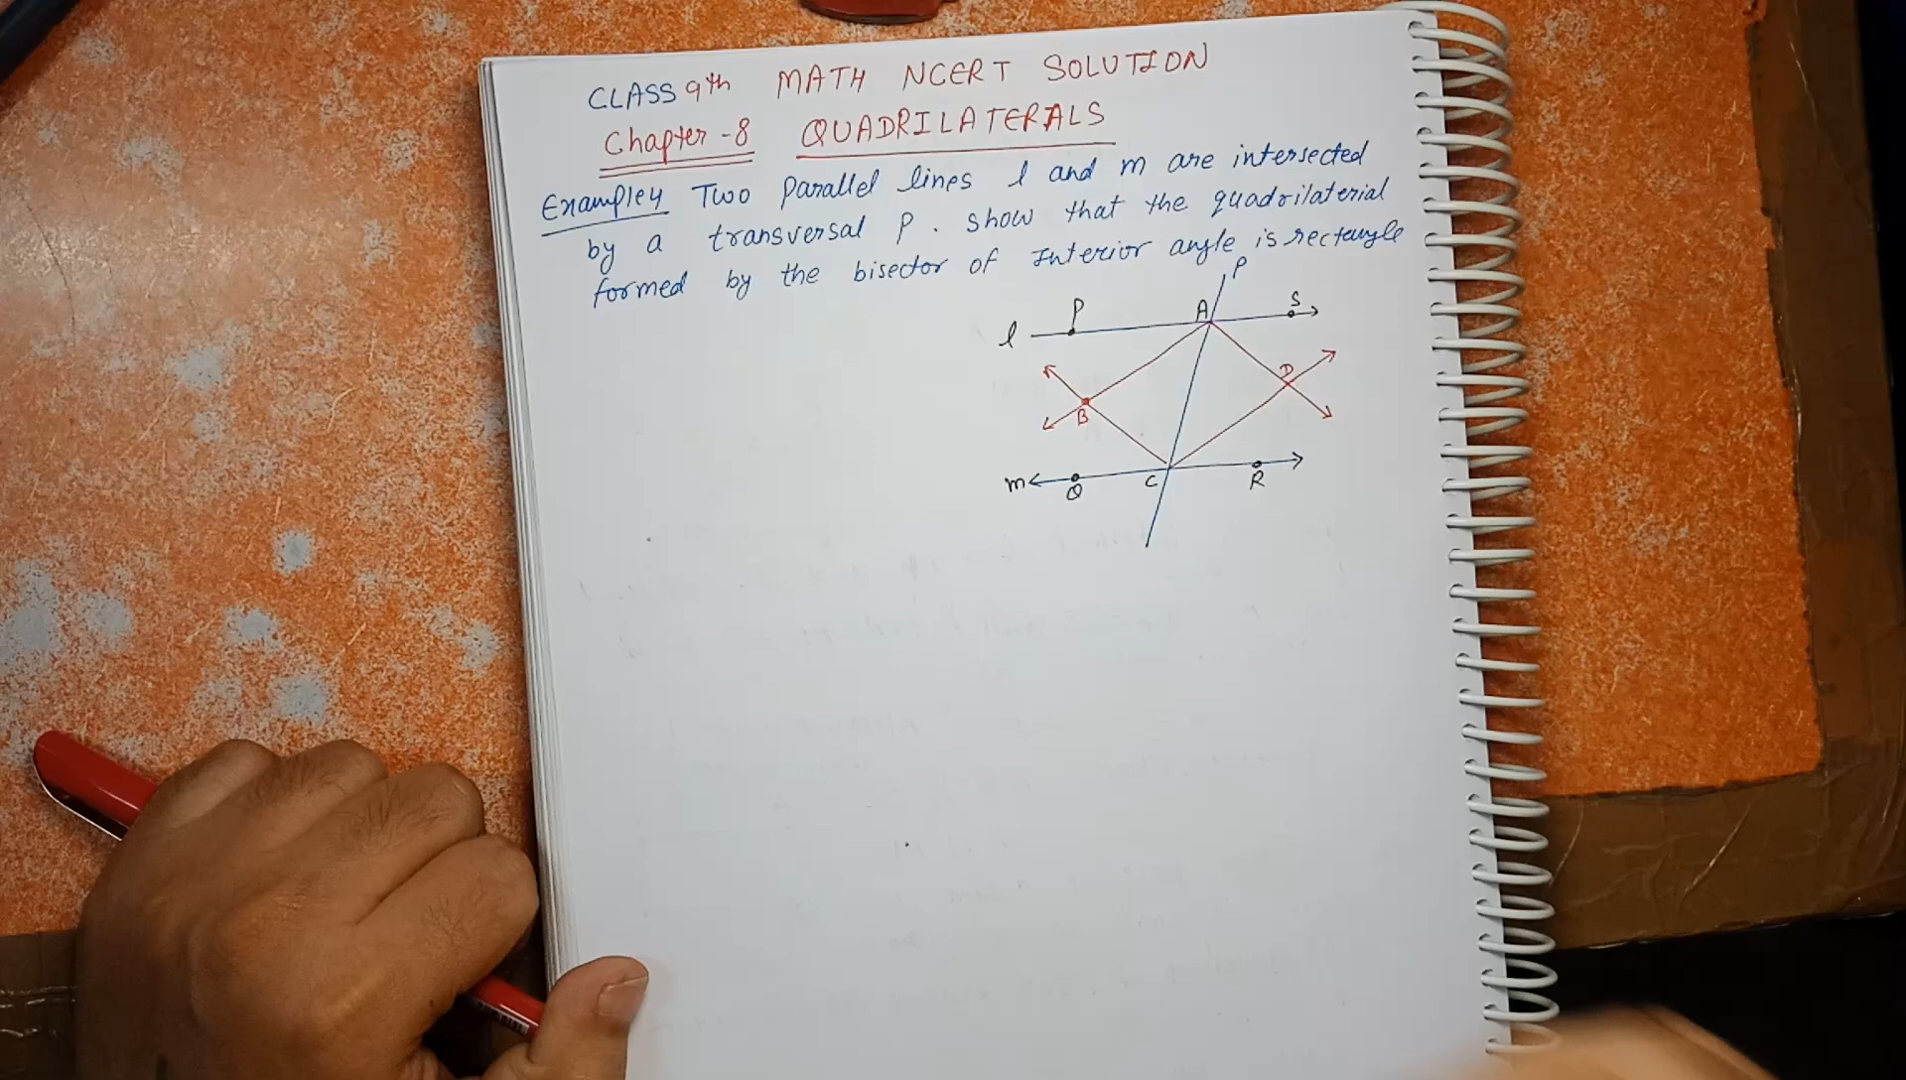 CLASS 9th MATH NCERT SOLUTION
Chapter-8 QUADRILATERALS
Example4 Two parallel lines l and m are intersected
by a transversal p. show that the quadrilaterial
formed by the bisector of Interior angle is rectangle
P
l P A S
D
B
m Q C R